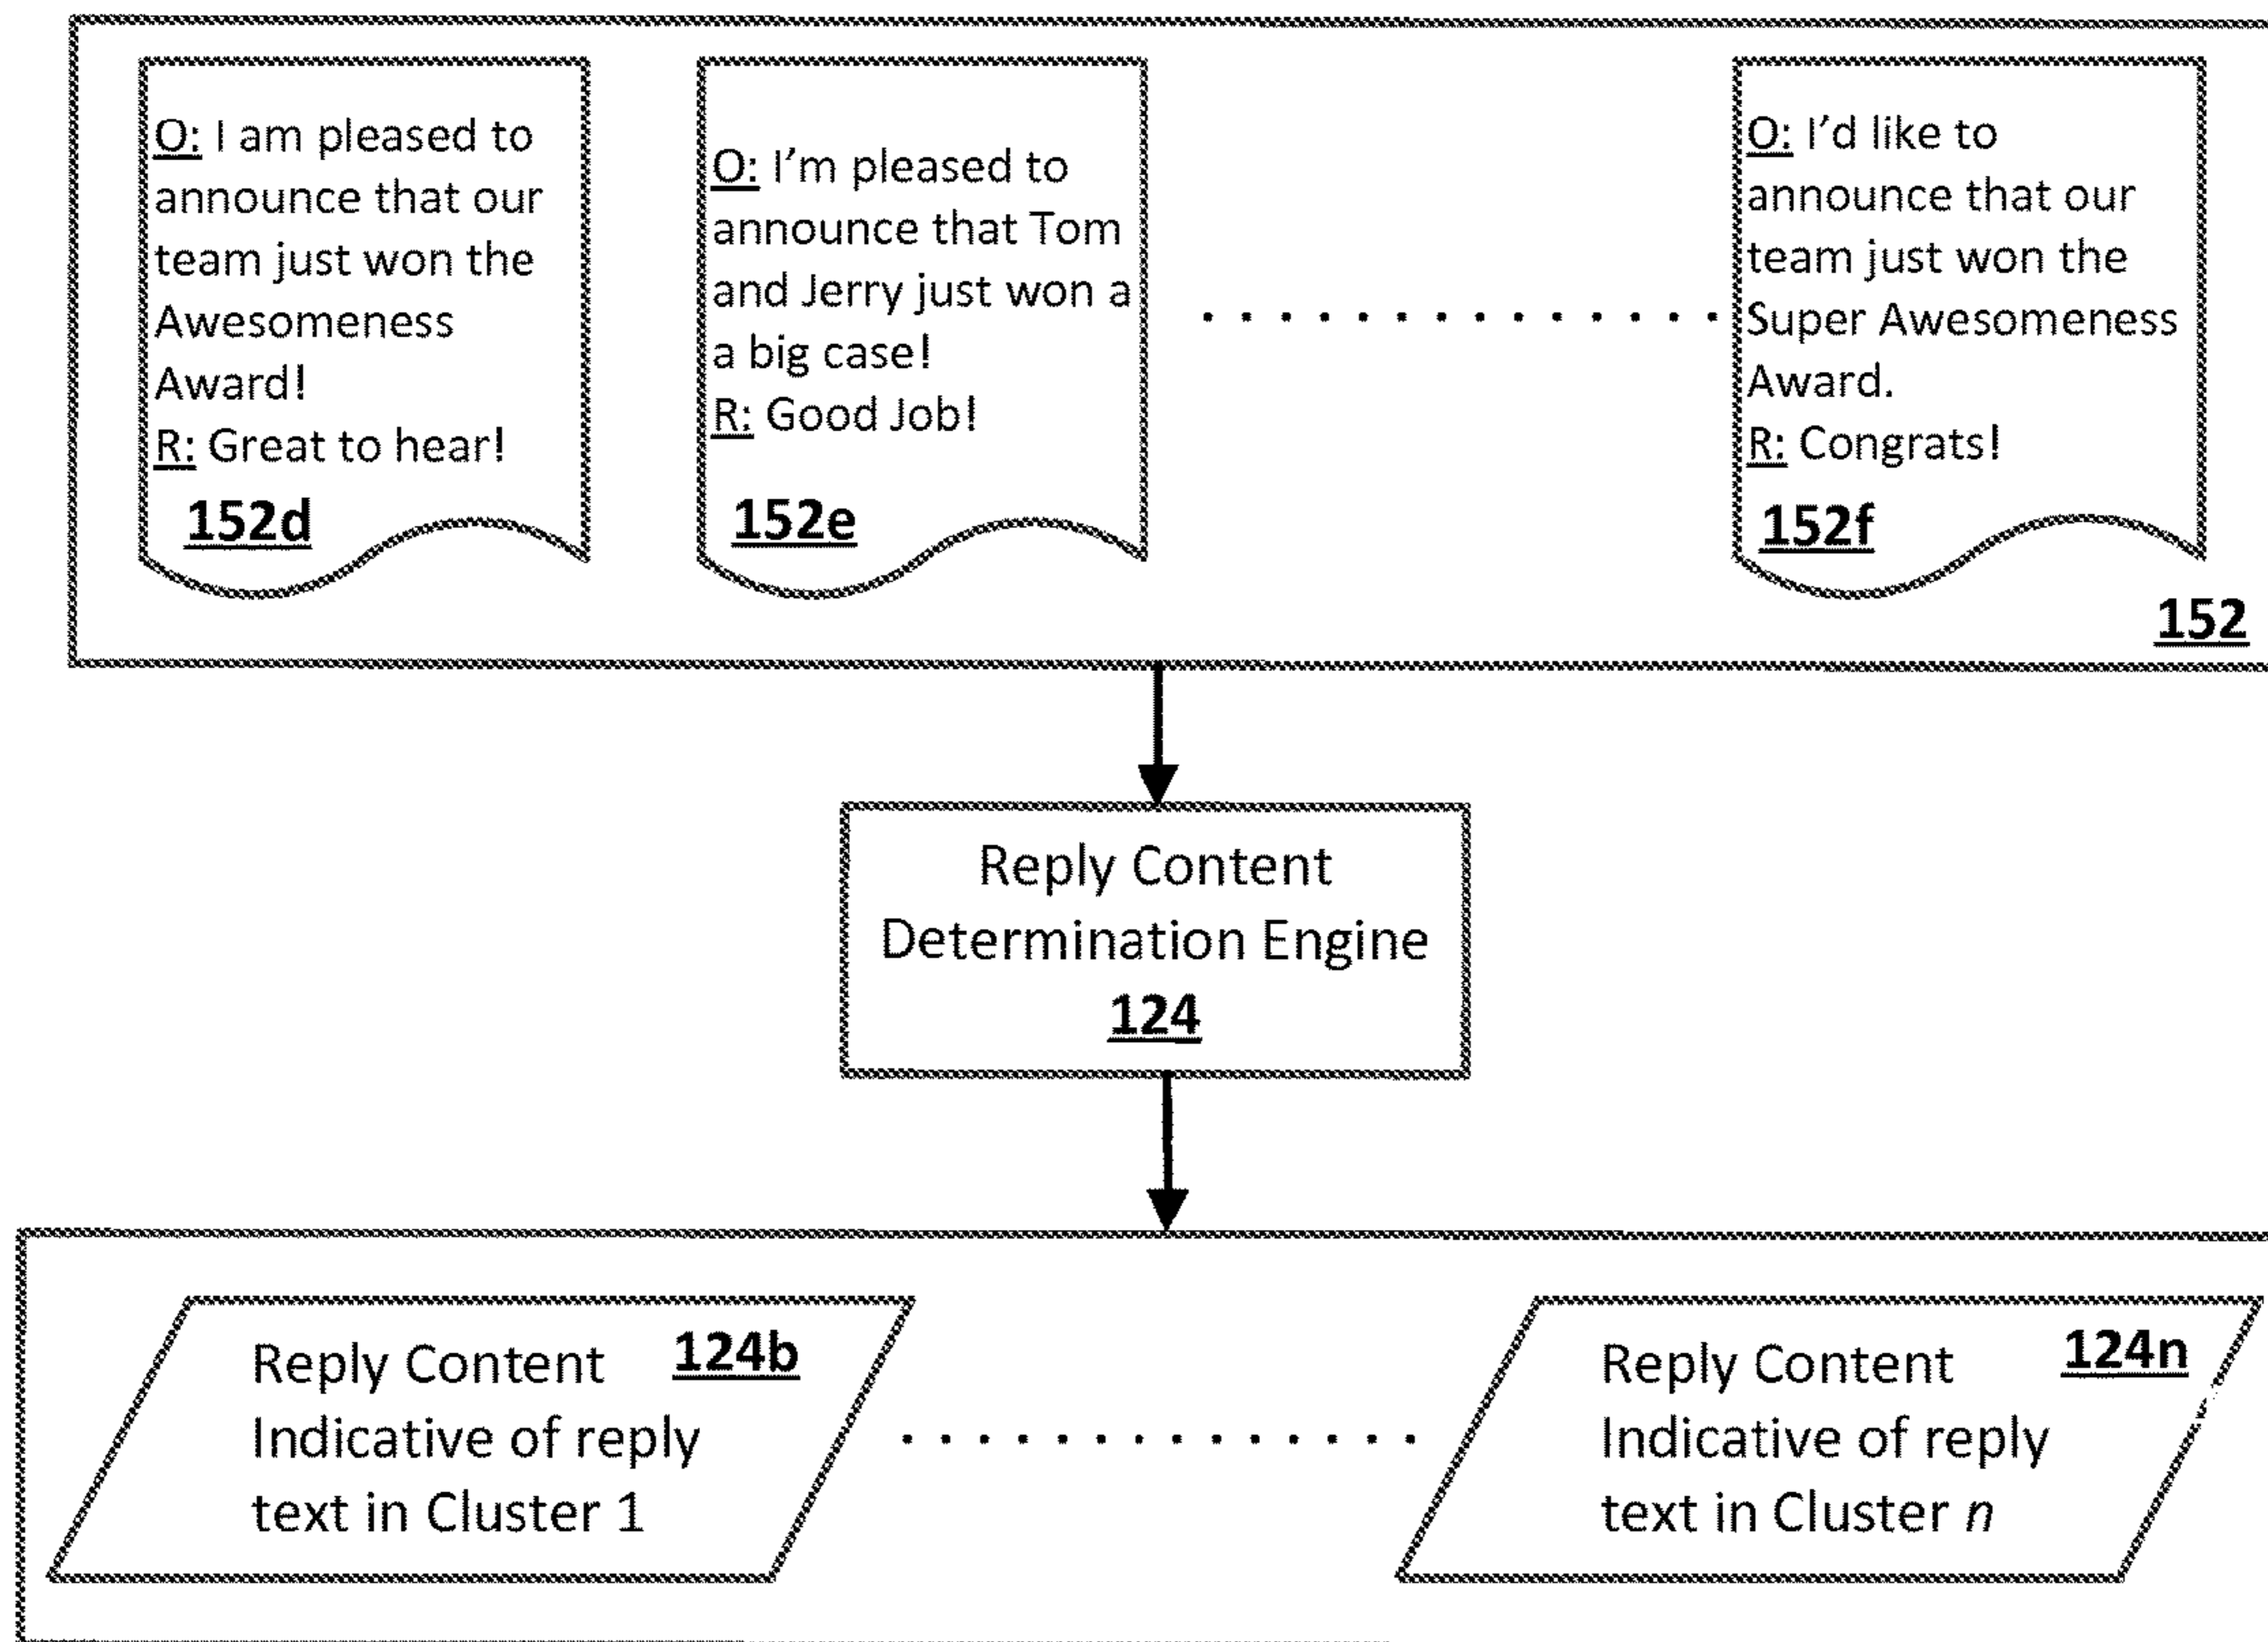 O: I am pleased to
announce that our
team just won the
Awesomeness
Award!
R: Great to hear!
152d
O: I'm pleased to
announce that Tom
and Jerry just won a
a big case!
R: Good Job!
152e
O: I'd like to
announce that our
team just won the
Super Awesomeness
Award.
R: Congrats!
152f
152
Reply Content
Determination Engine
124
Reply Content 124b
Indicative of reply
text in Cluster 1
Reply Content 124n
Indicative of reply
text in Cluster n